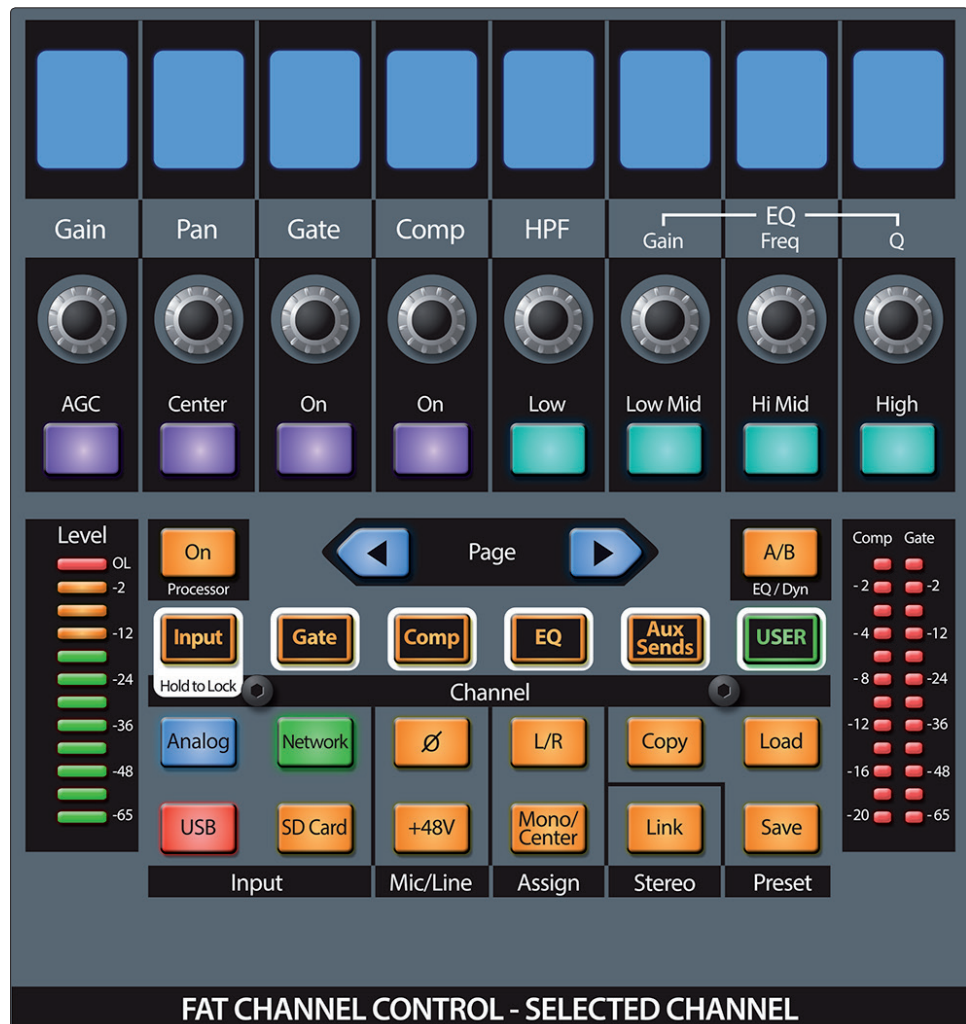 Gain Pan Gate Comp HPF EQ
Gain Freq Q
AGC Center On On Low Low Mid Hi Mid High
Level
OL
-2
-12
-24
-36
-48
-65
On
Processor
Page
A/B
EQ / Dyn
Input Gate Comp EQ Aux Sends USER
Hold to Lock
Channel
Analog Network Ø L/R Copy Load
USB SD Card +48V Mono/Center Link Save
Input Mic/Line Assign Stereo Preset
Comp Gate
-2 -2
-4 -12
-8 -24
-12 -36
-16 -48
-20 -65
FAT CHANNEL CONTROL - SELECTED CHANNEL